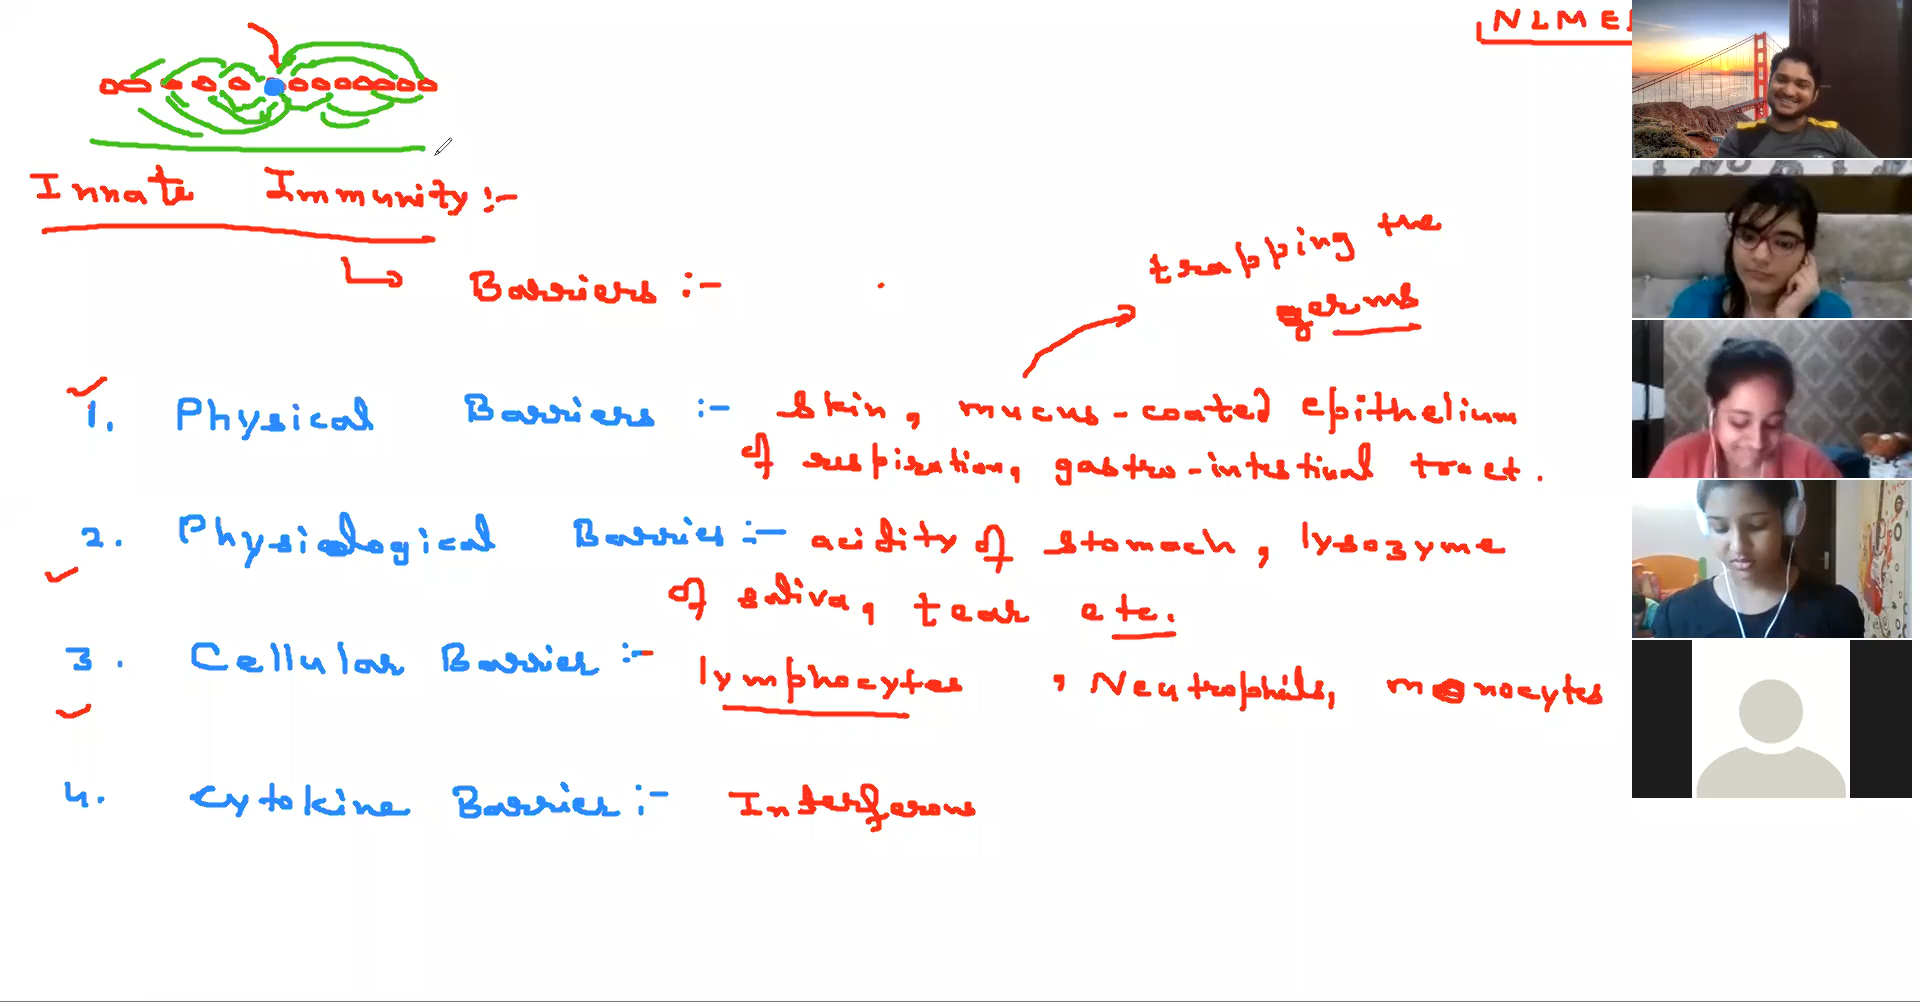 NLME
Innate Immunity :-
Barriers :-
trapping the
germs
1. Physical Barriers :- Skin, mucus-coated epithelium
of respiration, gastro-intestinal tract.
2. Physiological Barrier :- acidity of stomach, lysozyme
of saliva, tear etc.
3. Cellular Barrier :- lymphocytes, Neutrophils, monocytes
4. Cytokine Barrier :- Interferons